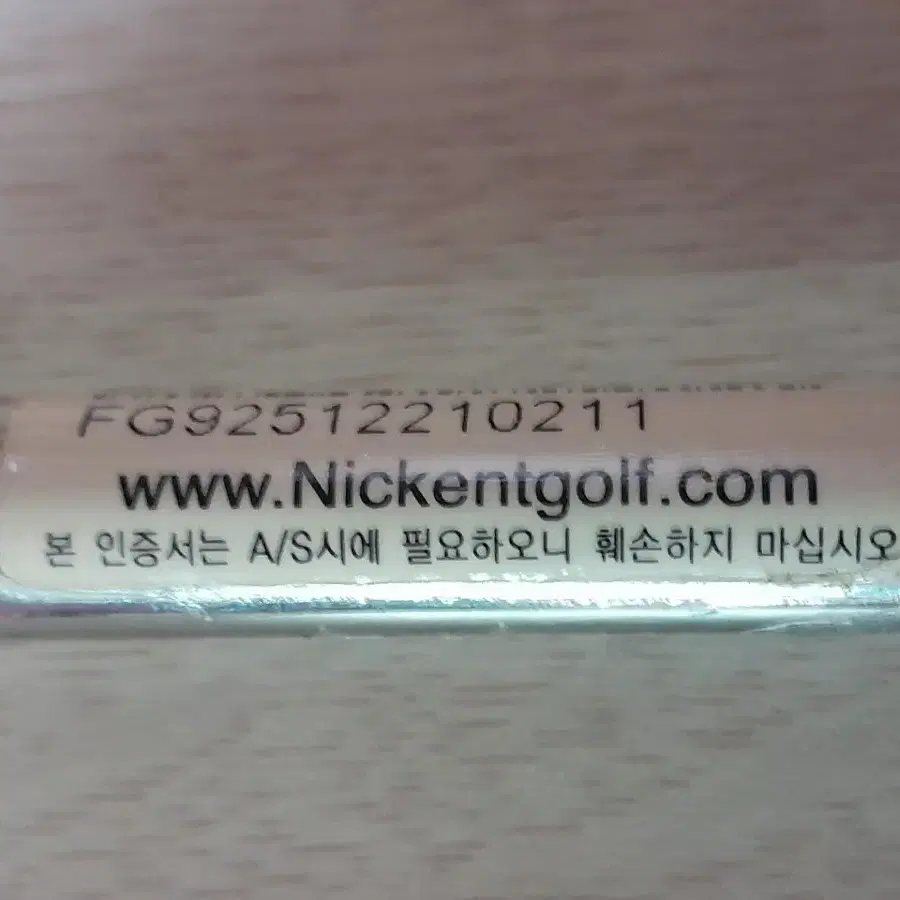 FG92512210211
www.Nickentgolf.com
본 인증서는 A/S시에 필요하오니 훼손하지 마십시오